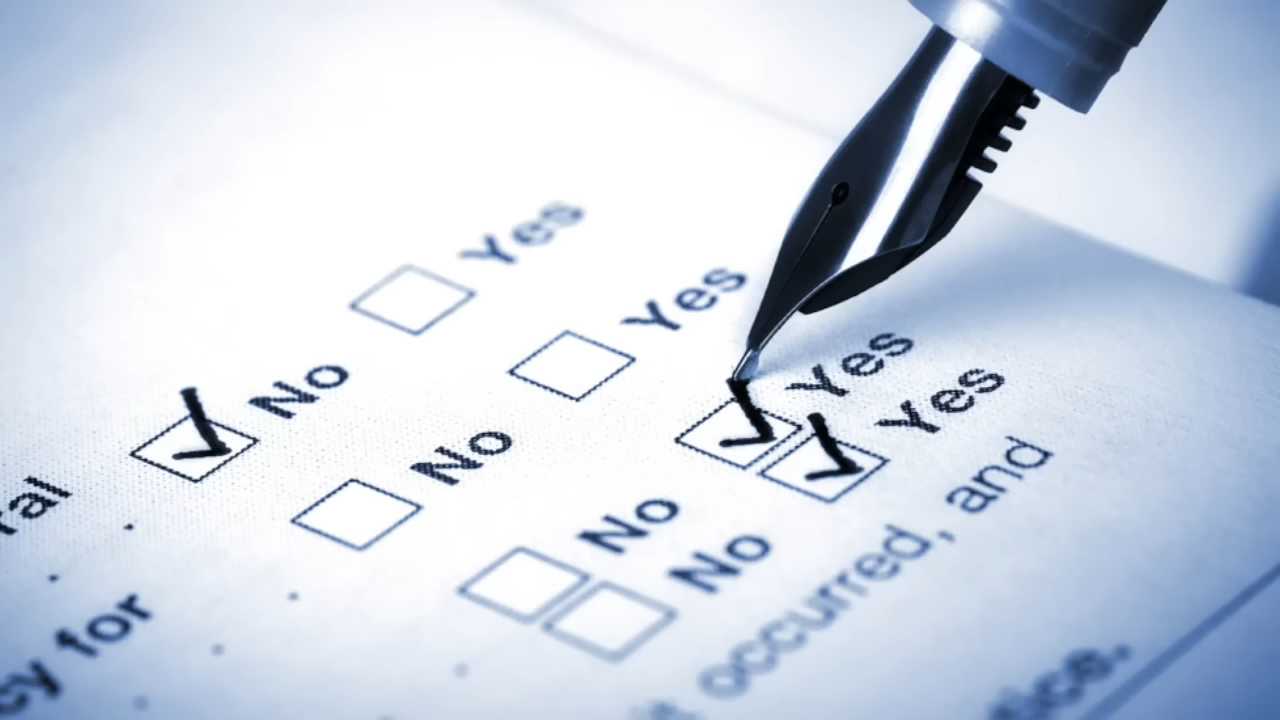 ral No Yes
No Yes
cy for No Yes
No Yes
occurred, and